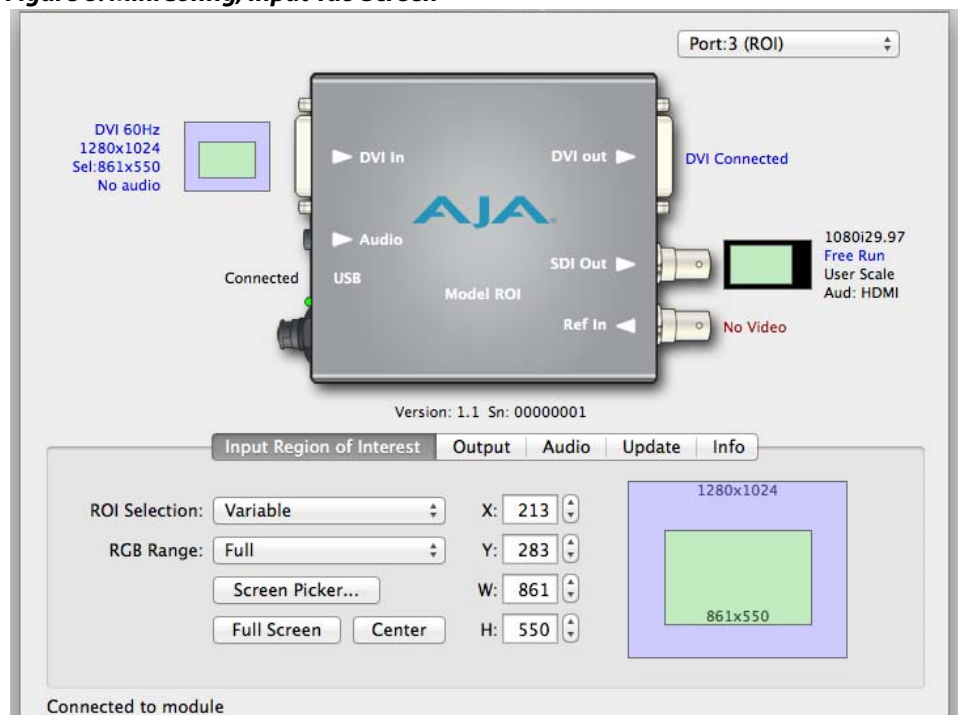 Figure 3. MiniConfig, Input Tab Screen
Port:3 (ROI)
DVI 60Hz
1280x1024
Sel:861x550
No audio
DVI In
DVI out
DVI Connected
AJA
Audio
Connected
USB
SDI Out
Model ROI
1080i29.97
Free Run
User Scale
Aud: HDMI
Ref In
No Video
Version: 1.1 Sn: 00000001
Input Region of Interest
Output
Audio
Update
Info
ROI Selection:
Variable
X:
213
RGB Range:
Full
Y:
283
Screen Picker...
W:
861
Full Screen
Center
H:
550
1280x1024
861x550
Connected to module